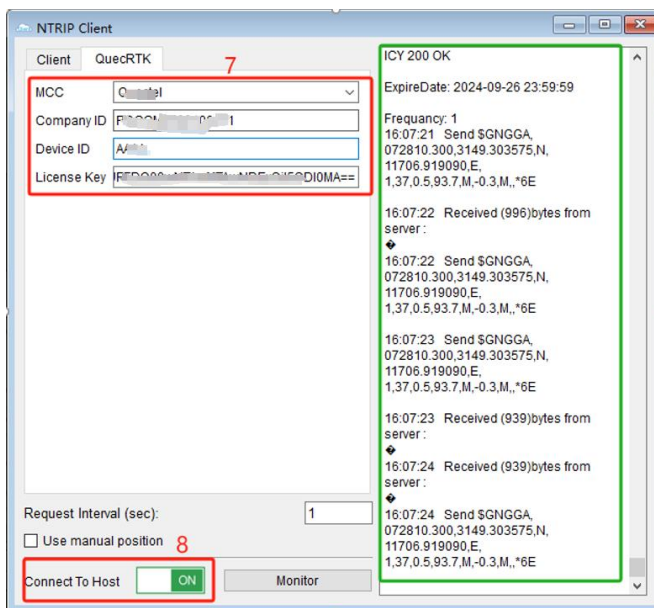 NTRIP Client
Client QuecRTK
7
MCC
Company ID
Device ID
License Key
Request Interval (sec): 1
Use manual position
8
Connect To Host ON Monitor
ICY 200 OK
ExpireDate: 2024-09-26 23:59:59
Frequancy: 1
16:07:21 Send $GNGGA,
072810.300,3149.303575,N,
11706.919090,E,
1,37,0.5,93.7,M,-0.3,M,,*6E
16:07:22 Received (996)bytes from
server :
�
16:07:22 Send $GNGGA,
072810.300,3149.303575,N,
11706.919090,E,
1,37,0.5,93.7,M,-0.3,M,,*6E
16:07:23 Send $GNGGA,
072810.300,3149.303575,N,
11706.919090,E,
1,37,0.5,93.7,M,-0.3,M,,*6E
16:07:23 Received (939)bytes from
server :
�
16:07:24 Received (939)bytes from
server :
�
16:07:24 Send $GNGGA,
072810.300,3149.303575,N,
11706.919090,E,
1,37,0.5,93.7,M,-0.3,M,,*6E